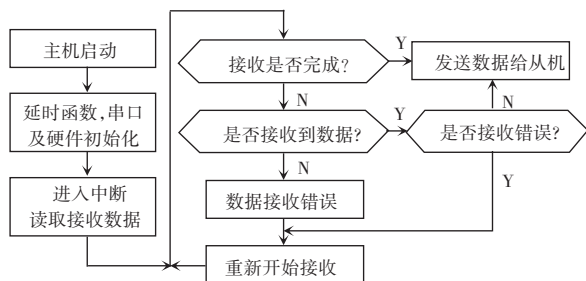 主机启动
延时函数,串口
及硬件初始化
进入中断
读取接收数据
接收是否完成?
Y
发送数据给从机
N
N
是否接收到数据?
Y
是否接收错误?
N
Y
数据接收错误
重新开始接收